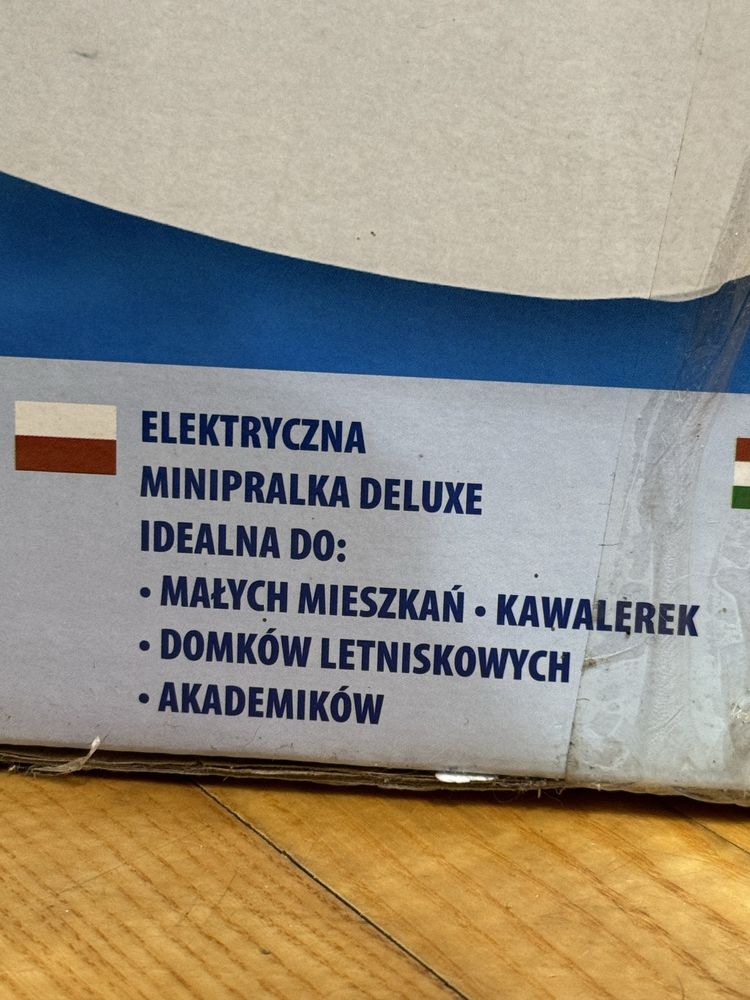 ELEKTRYCZNA
MINIPRALKA DELUXE
IDEALNA DO:
• MAŁYCH MIESZKAŃ • KAWALEREK
• DOMKÓW LETNISKOWYCH
• AKADEMIKÓW